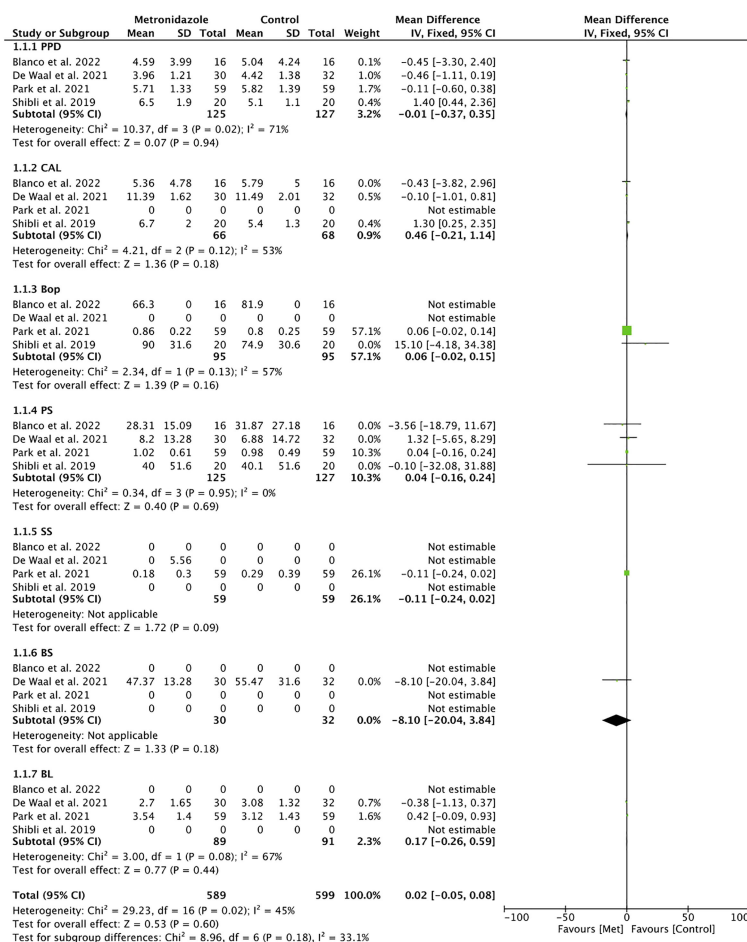 Metronidazole Control Mean Difference Mean Difference
Study or Subgroup Mean SD Total Mean SD Total Weight IV, Fixed, 95% CI IV, Fixed, 95% CI
1.1.1 PPD
Blanco et al. 2022 4.59 3.99 16 5.04 4.24 16 0.1% -0.45 [-3.30, 2.40]
De Waal et al. 2021 3.96 1.21 30 4.42 1.38 32 1.0% -0.46 [-1.11, 0.19]
Park et al. 2021 5.71 1.33 59 5.82 1.39 59 1.7% -0.11 [-0.60, 0.38]
Shibli et al. 2019 6.5 1.9 20 5.1 1.1 20 0.4% 1.40 [0.44, 2.36]
Subtotal (95% CI) 125 127 3.2% -0.01 [-0.37, 0.35]
Heterogeneity: Chi² = 10.37, df = 3 (P = 0.02); I² = 71%
Test for overall effect: Z = 0.07 (P = 0.94)
1.1.2 CAL
Blanco et al. 2022 5.36 4.78 16 5.79 5 16 0.0% -0.43 [-3.82, 2.96]
De Waal et al. 2021 11.39 1.62 30 11.49 2.01 32 0.5% -0.10 [-1.01, 0.81]
Park et al. 2021 0 0 0 0 0 0 Not estimable
Shibli et al. 2019 6.7 2 20 5.4 1.3 20 0.4% 1.30 [0.25, 2.35]
Subtotal (95% CI) 66 68 0.9% 0.46 [-0.21, 1.14]
Heterogeneity: Chi² = 4.21, df = 2 (P = 0.12); I² = 53%
Test for overall effect: Z = 1.36 (P = 0.18)
1.1.3 Bop
Blanco et al. 2022 66.3 0 16 81.9 0 16 Not estimable
De Waal et al. 2021 0 0 0 0 0 0 Not estimable
Park et al. 2021 0.86 0.22 59 0.8 0.25 59 57.1% 0.06 [-0.02, 0.14]
Shibli et al. 2019 90 31.6 20 74.9 30.6 20 0.0% 15.10 [-4.18, 34.38]
Subtotal (95% CI) 95 95 57.1% 0.06 [-0.02, 0.15]
Heterogeneity: Chi² = 2.34, df = 1 (P = 0.13); I² = 57%
Test for overall effect: Z = 1.39 (P = 0.16)
1.1.4 PS
Blanco et al. 2022 28.31 15.09 16 31.87 27.18 16 0.0% -3.56 [-18.79, 11.67]
De Waal et al. 2021 8.2 13.28 30 6.88 14.72 32 0.0% 1.32 [-5.65, 8.29]
Park et al. 2021 1.02 0.61 59 0.98 0.49 59 10.3% 0.04 [-0.16, 0.24]
Shibli et al. 2019 40 51.6 20 40.1 51.6 20 0.0% -0.10 [-32.08, 31.88]
Subtotal (95% CI) 125 127 10.3% 0.04 [-0.16, 0.24]
Heterogeneity: Chi² = 0.34, df = 3 (P = 0.95); I² = 0%
Test for overall effect: Z = 0.40 (P = 0.69)
1.1.5 SS
Blanco et al. 2022 0 0 0 0 0 0 Not estimable
De Waal et al. 2021 0 5.56 0 0 0 0 Not estimable
Park et al. 2021 0.18 0.3 59 0.29 0.39 59 26.1% -0.11 [-0.24, 0.02]
Shibli et al. 2019 0 0 0 0 0 0 Not estimable
Subtotal (95% CI) 59 59 26.1% -0.11 [-0.24, 0.02]
Heterogeneity: Not applicable
Test for overall effect: Z = 1.72 (P = 0.09)
1.1.6 BS
Blanco et al. 2022 0 0 0 0 0 0 Not estimable
De Waal et al. 2021 47.37 13.28 30 55.47 31.6 32 0.0% -8.10 [-20.04, 3.84]
Park et al. 2021 0 0 0 0 0 0 Not estimable
Shibli et al. 2019 0 0 0 0 0 0 Not estimable
Subtotal (95% CI) 30 32 0.0% -8.10 [-20.04, 3.84]
Heterogeneity: Not applicable
Test for overall effect: Z = 1.33 (P = 0.18)
1.1.7 BL
Blanco et al. 2022 0 0 0 0 0 0 Not estimable
De Waal et al. 2021 2.7 1.65 30 3.08 1.32 32 0.7% -0.38 [-1.13, 0.37]
Park et al. 2021 3.54 1.4 59 3.12 1.43 59 1.6% 0.42 [-0.09, 0.93]
Shibli et al. 2019 0 0 0 0 0 0 Not estimable
Subtotal (95% CI) 89 91 2.3% 0.17 [-0.26, 0.59]
Heterogeneity: Chi² = 3.00, df = 1 (P = 0.08); I² = 67%
Test for overall effect: Z = 0.77 (P = 0.44)
Total (95% CI) 589 599 100.0% 0.02 [-0.05, 0.08]
Heterogeneity: Chi² = 29.23, df = 16 (P = 0.02); I² = 45%
Test for overall effect: Z = 0.53 (P = 0.60)
Test for subgroup differences: Chi² = 8.96, df = 6 (P = 0.18), I² = 33.1%
-100 -50 0 50 100
Favours [Met] Favours [Control]